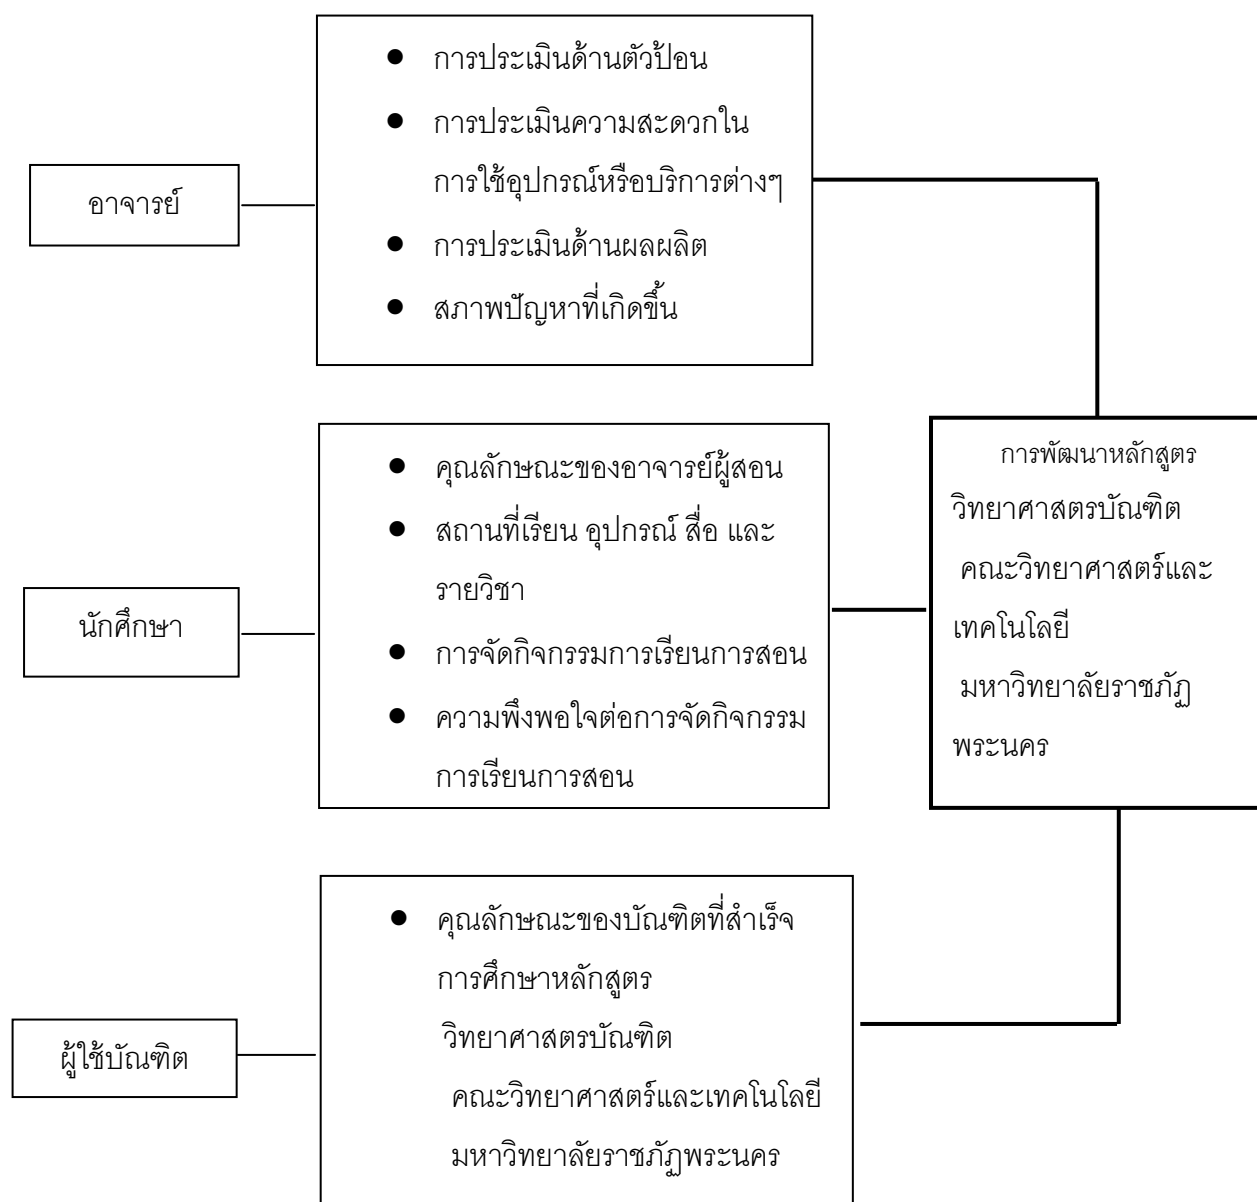 อาจารย์
● การประเมินด้านตัวป้อน
● การประเมินความสะดวกใน
การใช้อุปกรณ์หรือบริการต่างๆ
● การประเมินด้านผลผลิต
● สภาพปัญหาที่เกิดขึ้น
นักศึกษา
● คุณลักษณะของอาจารย์ผู้สอน
● สถานที่เรียน อุปกรณ์ สื่อ และ
รายวิชา
● การจัดกิจกรรมการเรียนการสอน
● ความพึงพอใจต่อการจัดกิจกรรม
การเรียนการสอน
ผู้ใช้บัณฑิต
● คุณลักษณะของบัณฑิตที่สำเร็จ
การศึกษาหลักสูตร
วิทยาศาสตรบัณฑิต
คณะวิทยาศาสตร์และเทคโนโลยี
มหาวิทยาลัยราชภัฏพระนคร
การพัฒนาหลักสูตร
วิทยาศาสตรบัณฑิต
คณะวิทยาศาสตร์และ
เทคโนโลยี
มหาวิทยาลัยราชภัฏ
พระนคร